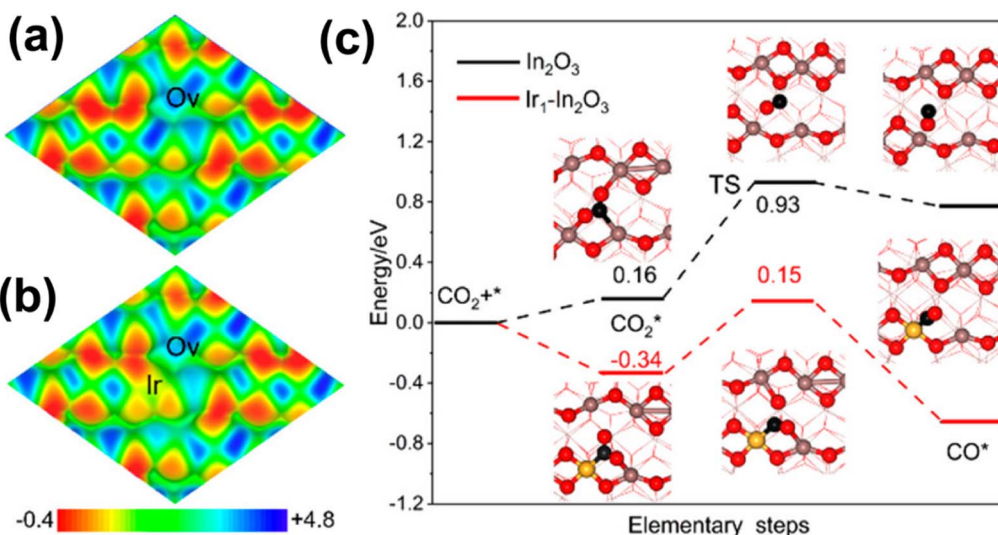 (a)
Ov
(b)
Ov
Ir
-0.4 +4.8
(c)
2.0
1.6
1.2
0.8
0.4
0.0
-0.4
-0.8
-1.2
Energy/eV
In₂O₃
Ir₁-In₂O₃
CO₂+*
0.16
CO₂*
-0.34
TS
0.93
0.15
CO*
Elementary steps